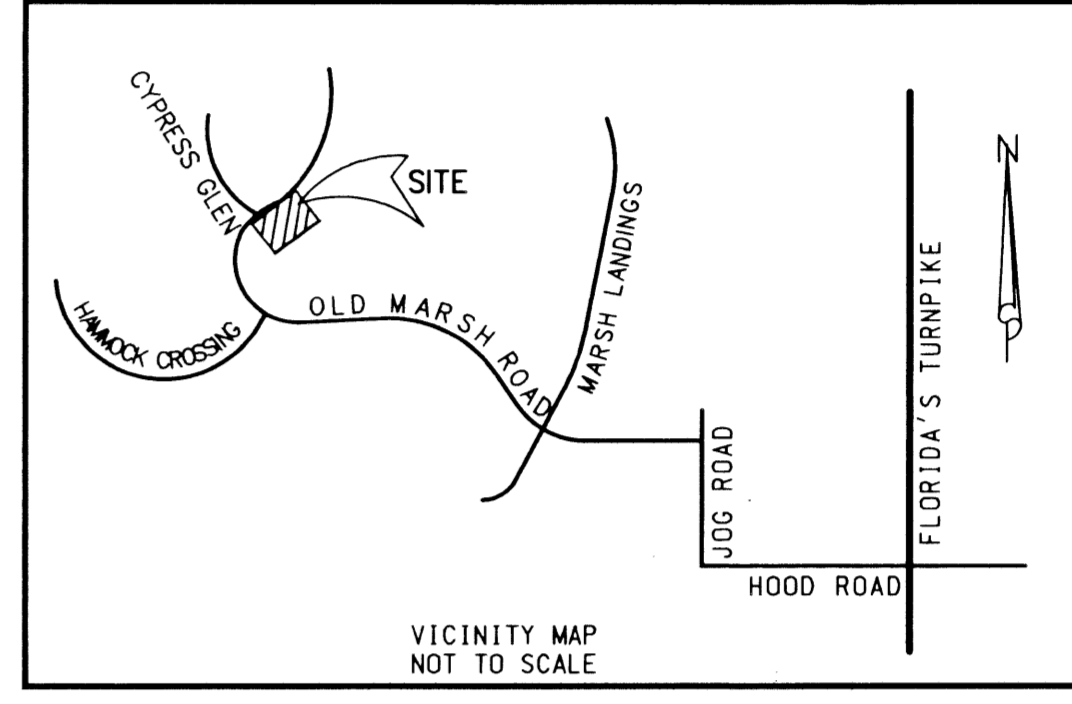 CYPRESS GLEN
SITE
N
MARSH LANDINGS
FLORIDA'S TURNPIKE
HAMMOCK CROSSING
OLD MARSH ROAD
JOG ROAD
HOOD ROAD
VICINITY MAP
NOT TO SCALE